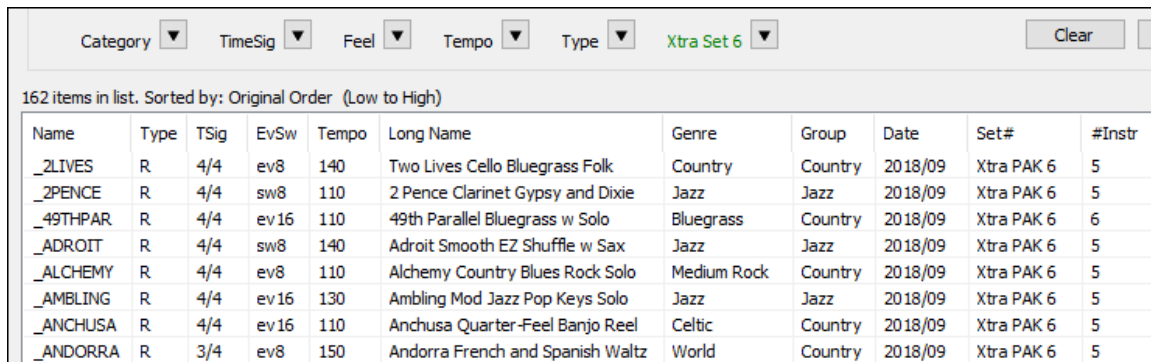 Category ▼ TimeSig ▼ Feel ▼ Tempo ▼ Type ▼ Xtra Set 6 ▼ Clear
162 items in list. Sorted by: Original Order (Low to High)
Name Type TSig EvSw Tempo Long Name Genre Group Date Set# #Instr
_2LIVES R 4/4 ev8 140 Two Lives Cello Bluegrass Folk Country Country 2018/09 Xtra PAK 6 5
_2PENCE R 4/4 sw8 110 2 Pence Clarinet Gypsy and Dixie Jazz Jazz 2018/09 Xtra PAK 6 5
_49THPAR R 4/4 ev16 110 49th Parallel Bluegrass w Solo Bluegrass Country 2018/09 Xtra PAK 6 6
_ADROIT R 4/4 sw8 140 Adroit Smooth EZ Shuffle w Sax Jazz Jazz 2018/09 Xtra PAK 6 5
_ALCHEMY R 4/4 ev8 110 Alchemy Country Blues Rock Solo Medium Rock Country 2018/09 Xtra PAK 6 5
_AMBLING R 4/4 ev16 130 Ambling Mod Jazz Pop Keys Solo Jazz Jazz 2018/09 Xtra PAK 6 5
_ANCHUSA R 4/4 ev16 110 Anchusa Quarter-Feel Banjo Reel Celtic Country 2018/09 Xtra PAK 6 5
_ANDORRA R 3/4 ev8 150 Andorra French and Spanish Waltz World Country 2018/09 Xtra PAK 6 5